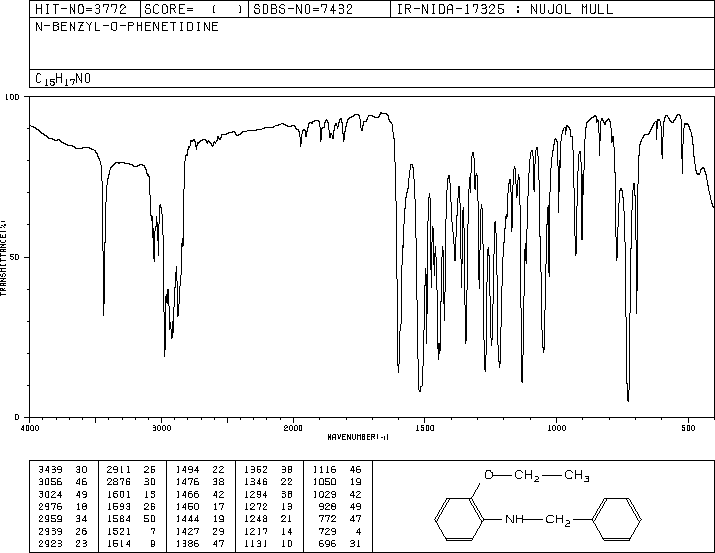 HIT-NO=3772 SCORE= ( ) SDBS-NO=7432 IR-NIDA-17325 : NUJOL MULL
N-BENZYL-O-PHENETIDINE
C15H17NO
100
TRANSMITTANCE(%)
50
0
4000 3000 2000 1500 1000 500
WAVENUMBER(-1)
3439 30 2911 26 1494 22 1362 38 1116 46
3056 46 2876 30 1476 38 1346 22 1050 19
3024 49 1601 13 1466 42 1294 38 1029 42
2976 18 1593 26 1450 17 1272 13 928 49
2959 34 1584 50 1444 19 1248 21 772 47
2939 26 1521 7 1427 29 1217 14 729 4
2923 23 1514 9 1386 47 1131 10 696 31
O CH2 CH3
NH CH2